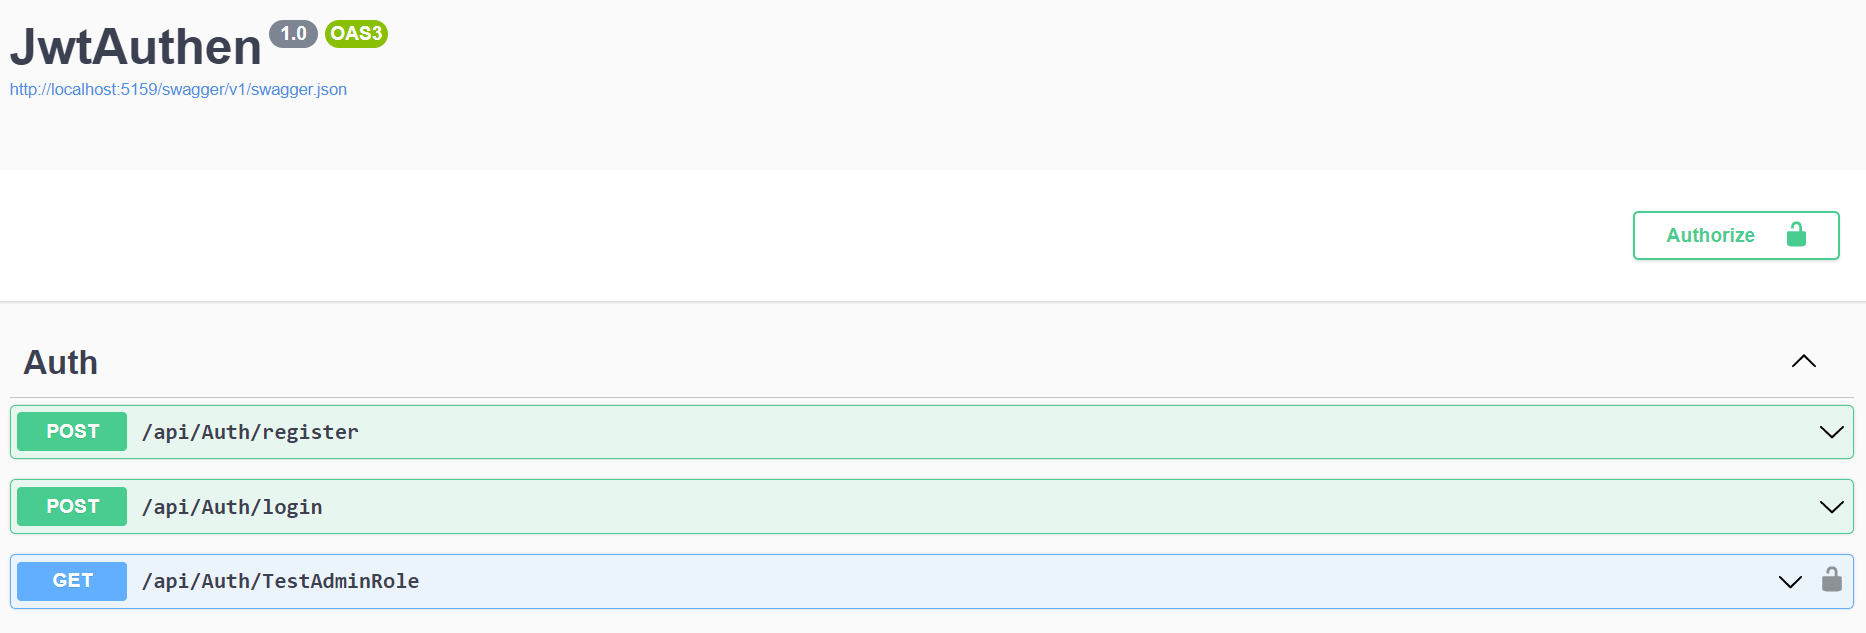 JwtAuthen 1.0 OAS3
http://localhost:5159/swagger/v1/swagger.json
Authorize
Auth
POST /api/Auth/register
POST /api/Auth/login
GET /api/Auth/TestAdminRole